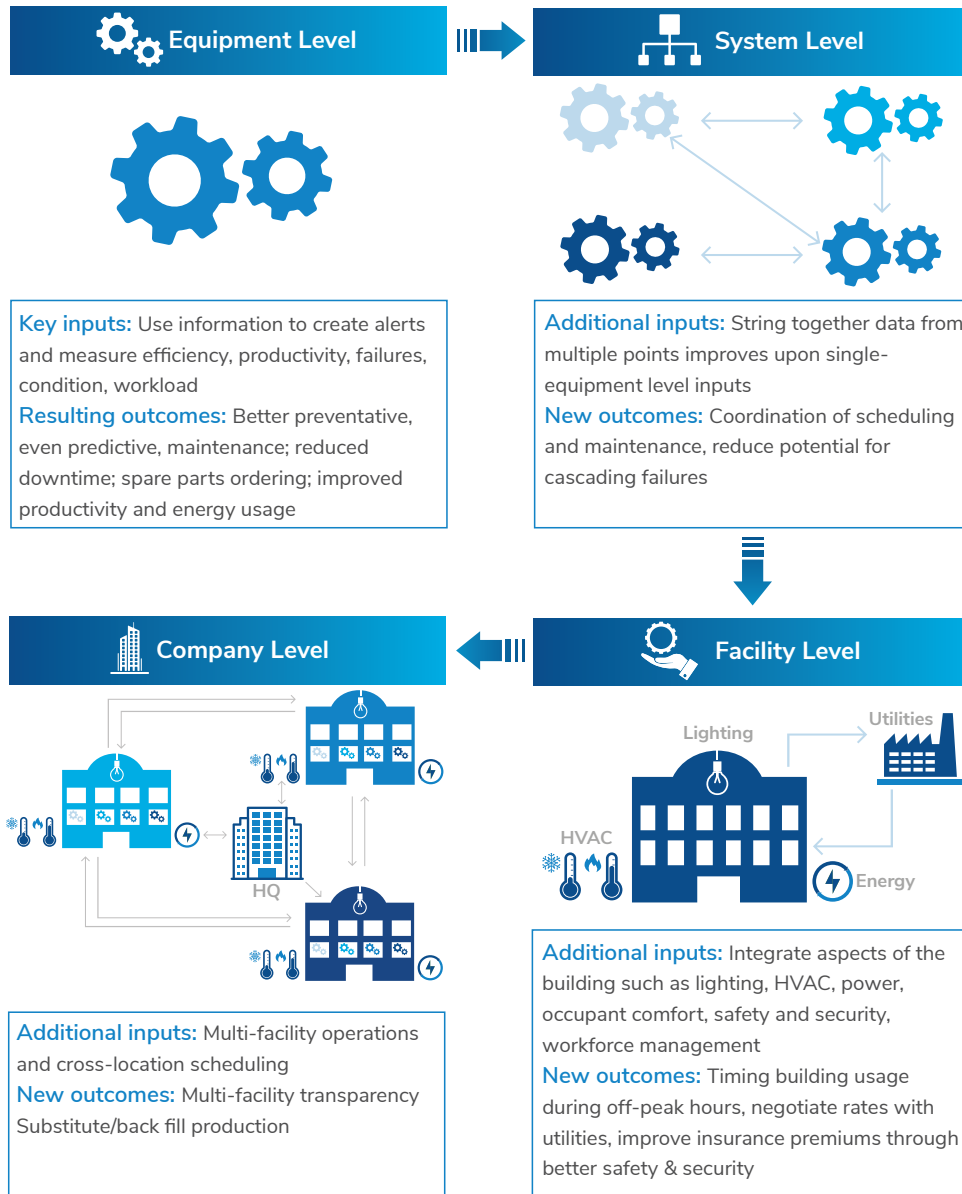 Equipment Level
System Level
Key inputs: Use information to create alerts
and measure efficiency, productivity, failures,
condition, workload
Resulting outcomes: Better preventative,
even predictive, maintenance; reduced
downtime; spare parts ordering; improved
productivity and energy usage
Additional inputs: String together data from
multiple points improves upon single-
equipment level inputs
New outcomes: Coordination of scheduling
and maintenance, reduce potential for
cascading failures
Company Level
HQ
Additional inputs: Multi-facility operations
and cross-location scheduling
New outcomes: Multi-facility transparency
Substitute/back fill production
Facility Level
Utilities
Lighting
HVAC
Energy
Additional inputs: Integrate aspects of the
building such as lighting, HVAC, power,
occupant comfort, safety and security,
workforce management
New outcomes: Timing building usage
during off-peak hours, negotiate rates with
utilities, improve insurance premiums through
better safety & security